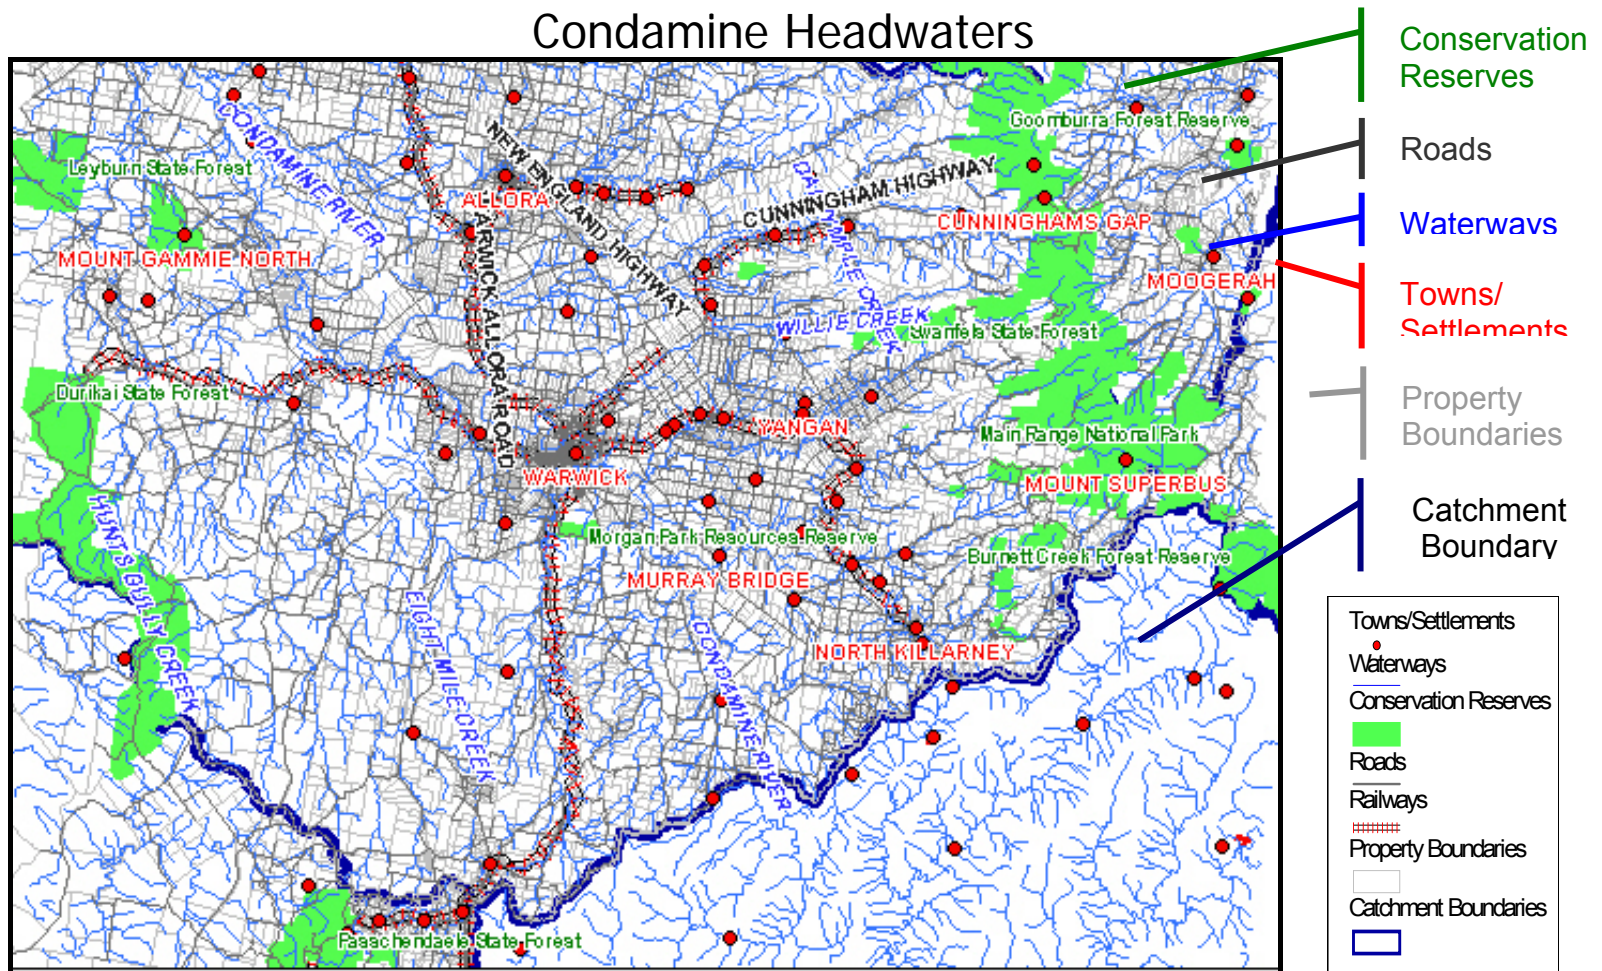 Condamine Headwaters
Conservation
Reserves
Roads
Waterways
Towns/
Settlements
Property
Boundaries
Catchment
Boundary
Goomburra Forest Reserve
Leyburn State Forest
CONDAMINE RIVER
NEW ENGLAND HIGHWAY
CUNNINGHAM HIGHWAY
DALRYMPLE CREEK
ALLORA
CUNNINGHAMS GAP
MOUNT GAMMIE NORTH
MOOGERAH
WARWICK ALLORA ROAD
WILLIE CREEK
Swanfels State Forest
Durikai State Forest
YANGAN
Main Range National Park
WARWICK
MOUNT SUPERBUS
HUNTS GULLY CREEK
Morgan Park Resources Reserve
Burnett Creek Forest Reserve
MURRAY BRIDGE
EIGHT MILE CREEK
CONDAMINE RIVER
NORTH KILLARNEY
Passchendaele State Forest
Towns/Settlements
Waterways
Conservation Reserves
Roads
Railways
Property Boundaries
Catchment Boundaries